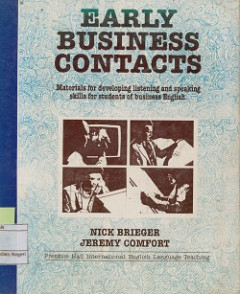 EARLY
BUSINESS
CONTACTS
Materials for developing listening and speaking
skills for students of business English
NICK BRIEGER
JEREMY COMFORT
Prentice Hall International English Language Teaching